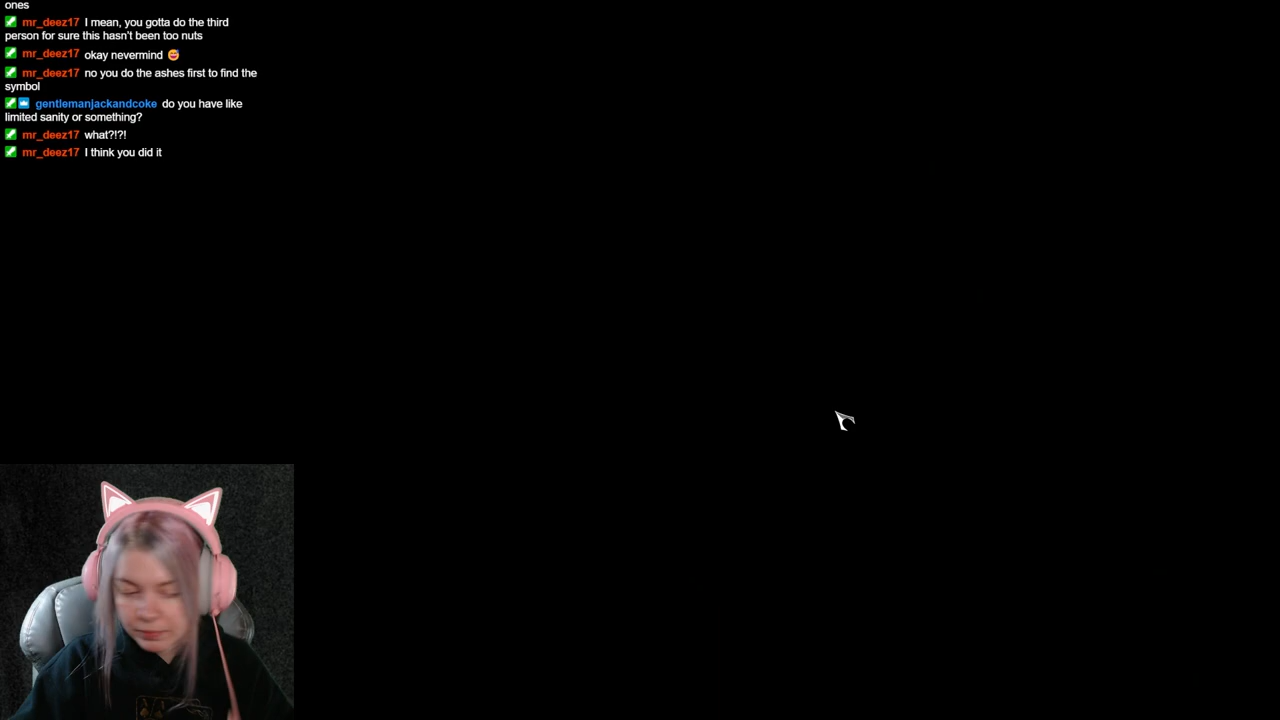 ones
mr_deez17 I mean, you gotta do the third
person for sure this hasn't been too nuts
mr_deez17 okay nevermind 😅
mr_deez17 no you do the ashes first to find the
symbol
gentlemanjackandcoke do you have like
limited sanity or something?
mr_deez17 what?!?!
mr_deez17 I think you did it